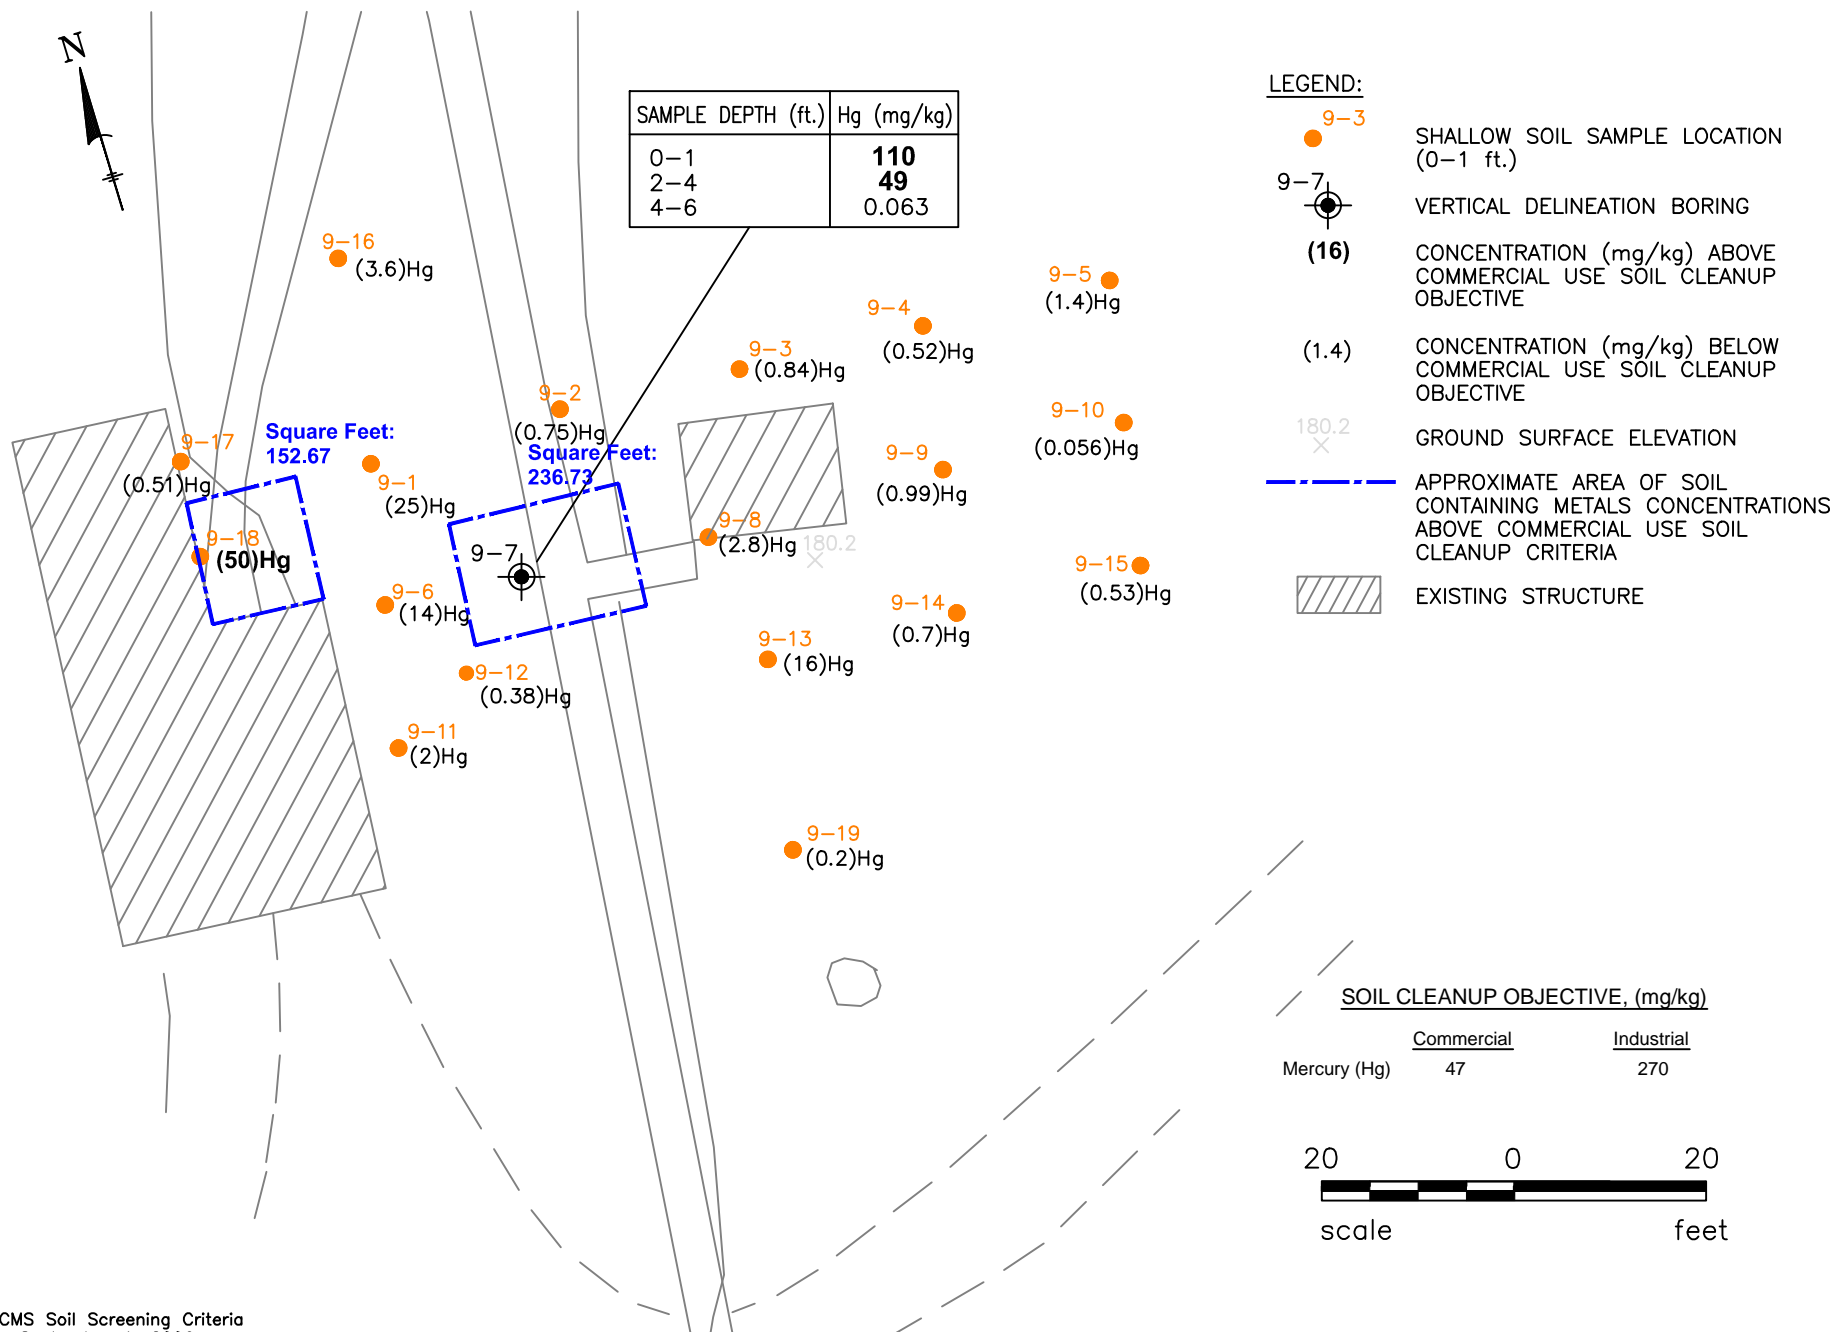 N
SAMPLE DEPTH (ft.) Hg (mg/kg)
0-1 110
2-4 49
4-6 0.063
9-16
(3.6)Hg
9-5
(1.4)Hg
9-4
(0.52)Hg
9-3
(0.84)Hg
9-2
(0.75)Hg
9-10
(0.056)Hg
9-17
(0.51)Hg
Square Feet:
152.67
9-1
(25)Hg
Square Feet:
236.73
9-9
(0.99)Hg
9-8
(2.8)Hg
180.2
9-18
(50)Hg
9-7
9-15
(0.53)Hg
9-6
(14)Hg
9-14
(0.7)Hg
9-13
(16)Hg
9-12
(0.38)Hg
9-11
(2)Hg
9-19
(0.2)Hg
LEGEND:
9-3
SHALLOW SOIL SAMPLE LOCATION
(0-1 ft.)
9-7
VERTICAL DELINEATION BORING
(16) CONCENTRATION (mg/kg) ABOVE
COMMERCIAL USE SOIL CLEANUP
OBJECTIVE
(1.4) CONCENTRATION (mg/kg) BELOW
COMMERCIAL USE SOIL CLEANUP
OBJECTIVE
180.2
GROUND SURFACE ELEVATION
APPROXIMATE AREA OF SOIL
CONTAINING METALS CONCENTRATIONS
ABOVE COMMERCIAL USE SOIL
CLEANUP CRITERIA
EXISTING STRUCTURE
SOIL CLEANUP OBJECTIVE, (mg/kg)
Commercial Industrial
Mercury (Hg) 47 270
20 0 20
scale feet
CMS Soil Screening Criteria